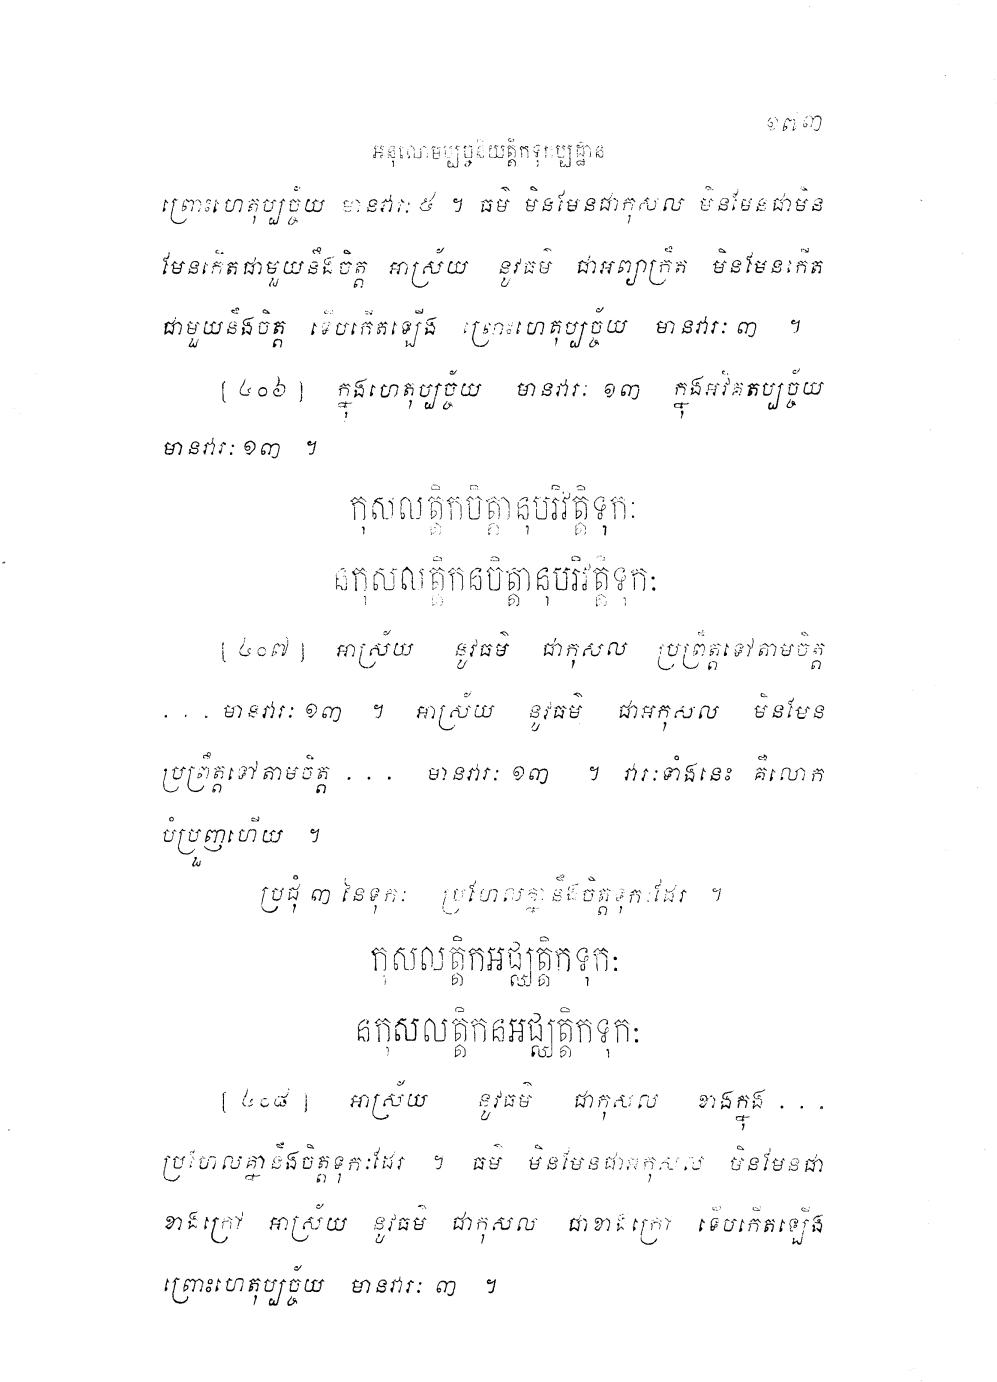 ១៧៣
អនុលោមប្បច្ចនីយត្តិកទុកប្បដ្ឋាន
ព្រោះហេតុប្បច្ច័យ មានវារៈ ៥ ។ ធម៌ មិនមែនជាកុសល មិនមែនជាមិន
មែនកើតជាមួយនឹងចិត្ត អាស្រ័យ នូវធម៌ ជាអព្យាក្រឹត មិនមែនកើត
ជាមួយនឹងចិត្ត ទើបកើតឡើង ព្រោះហេតុប្បច្ច័យ មានវារៈ ៣ ។
[៤០៦] ក្នុងហេតុប្បច្ច័យ មានវារៈ ១៣ ក្នុងអវិគតប្បច្ច័យ
មានវារៈ ១៣ ។
កុសលត្តិកចិត្តានុបរិវត្តិទុកៈ
នកុសលត្តិកនចិត្តានុបរិវត្តិទុកៈ
[៤០៧] អាស្រ័យ នូវធម៌ ជាកុសល ប្រព្រឹត្តទៅតាមចិត្ត
... មានវារៈ ១៣ ។ អាស្រ័យ នូវធម៌ ជាអកុសល មិនមែន
ប្រព្រឹត្តទៅតាមចិត្ត ... មានវារៈ ១៣ ។ វារៈទាំងនេះ គឺលោក
បំប្រួញហើយ ។
ប្រជុំ ៣ នៃទុកៈ ប្រហែលគ្នានឹងចិត្តទុកៈដែរ ។
កុសលត្តិកអជ្ឈត្តិកទុកៈ
នកុសលត្តិកនអជ្ឈត្តិកទុកៈ
[៤០៨] អាស្រ័យ នូវធម៌ ជាកុសល ខាងក្នុង ...
ប្រហែលគ្នានឹងចិត្តទុកៈដែរ ។ ធម៌ មិនមែនជាអកុសល មិនមែនជា
ខាងក្រៅ អាស្រ័យ នូវធម៌ ជាកុសល ជាខាងក្រៅ ទើបកើតឡើង
ព្រោះហេតុប្បច្ច័យ មានវារៈ ៣ ។